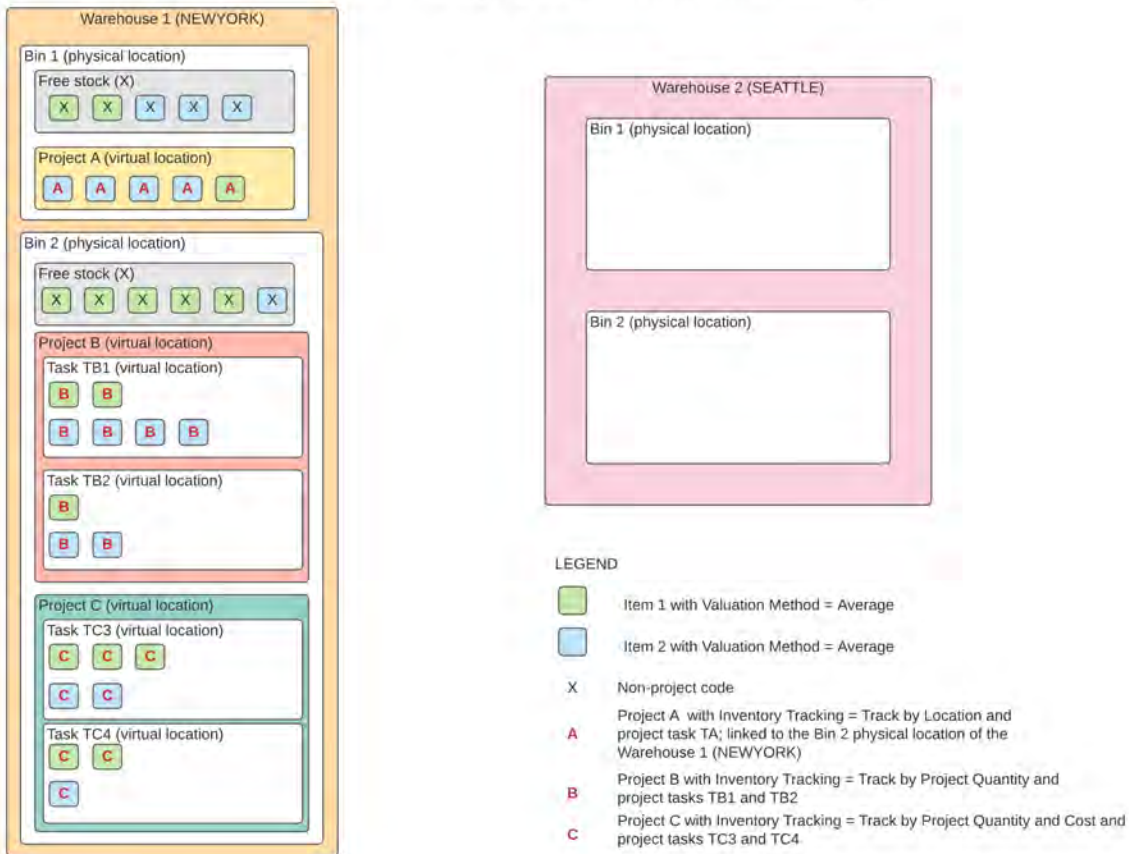 Warehouse 1 (NEWYORK)
Bin 1 (physical location)
Free stock (X)
X X X X X
Project A (virtual location)
A A A A A
Bin 2 (physical location)
Free stock (X)
X X X X X X
Project B (virtual location)
Task TB1 (virtual location)
B B
B B B B
Task TB2 (virtual location)
B
B B
Project C (virtual location)
Task TC3 (virtual location)
C C C
C C
Task TC4 (virtual location)
C C
C
Warehouse 2 (SEATTLE)
Bin 1 (physical location)
Bin 2 (physical location)
LEGEND
Item 1 with Valuation Method = Average
Item 2 with Valuation Method = Average
X Non-project code
A Project A with Inventory Tracking = Track by Location and
project task TA; linked to the Bin 2 physical location of the
Warehouse 1 (NEWYORK)
B Project B with Inventory Tracking = Track by Project Quantity and
project tasks TB1 and TB2
C Project C with Inventory Tracking = Track by Project Quantity and Cost and
project tasks TC3 and TC4